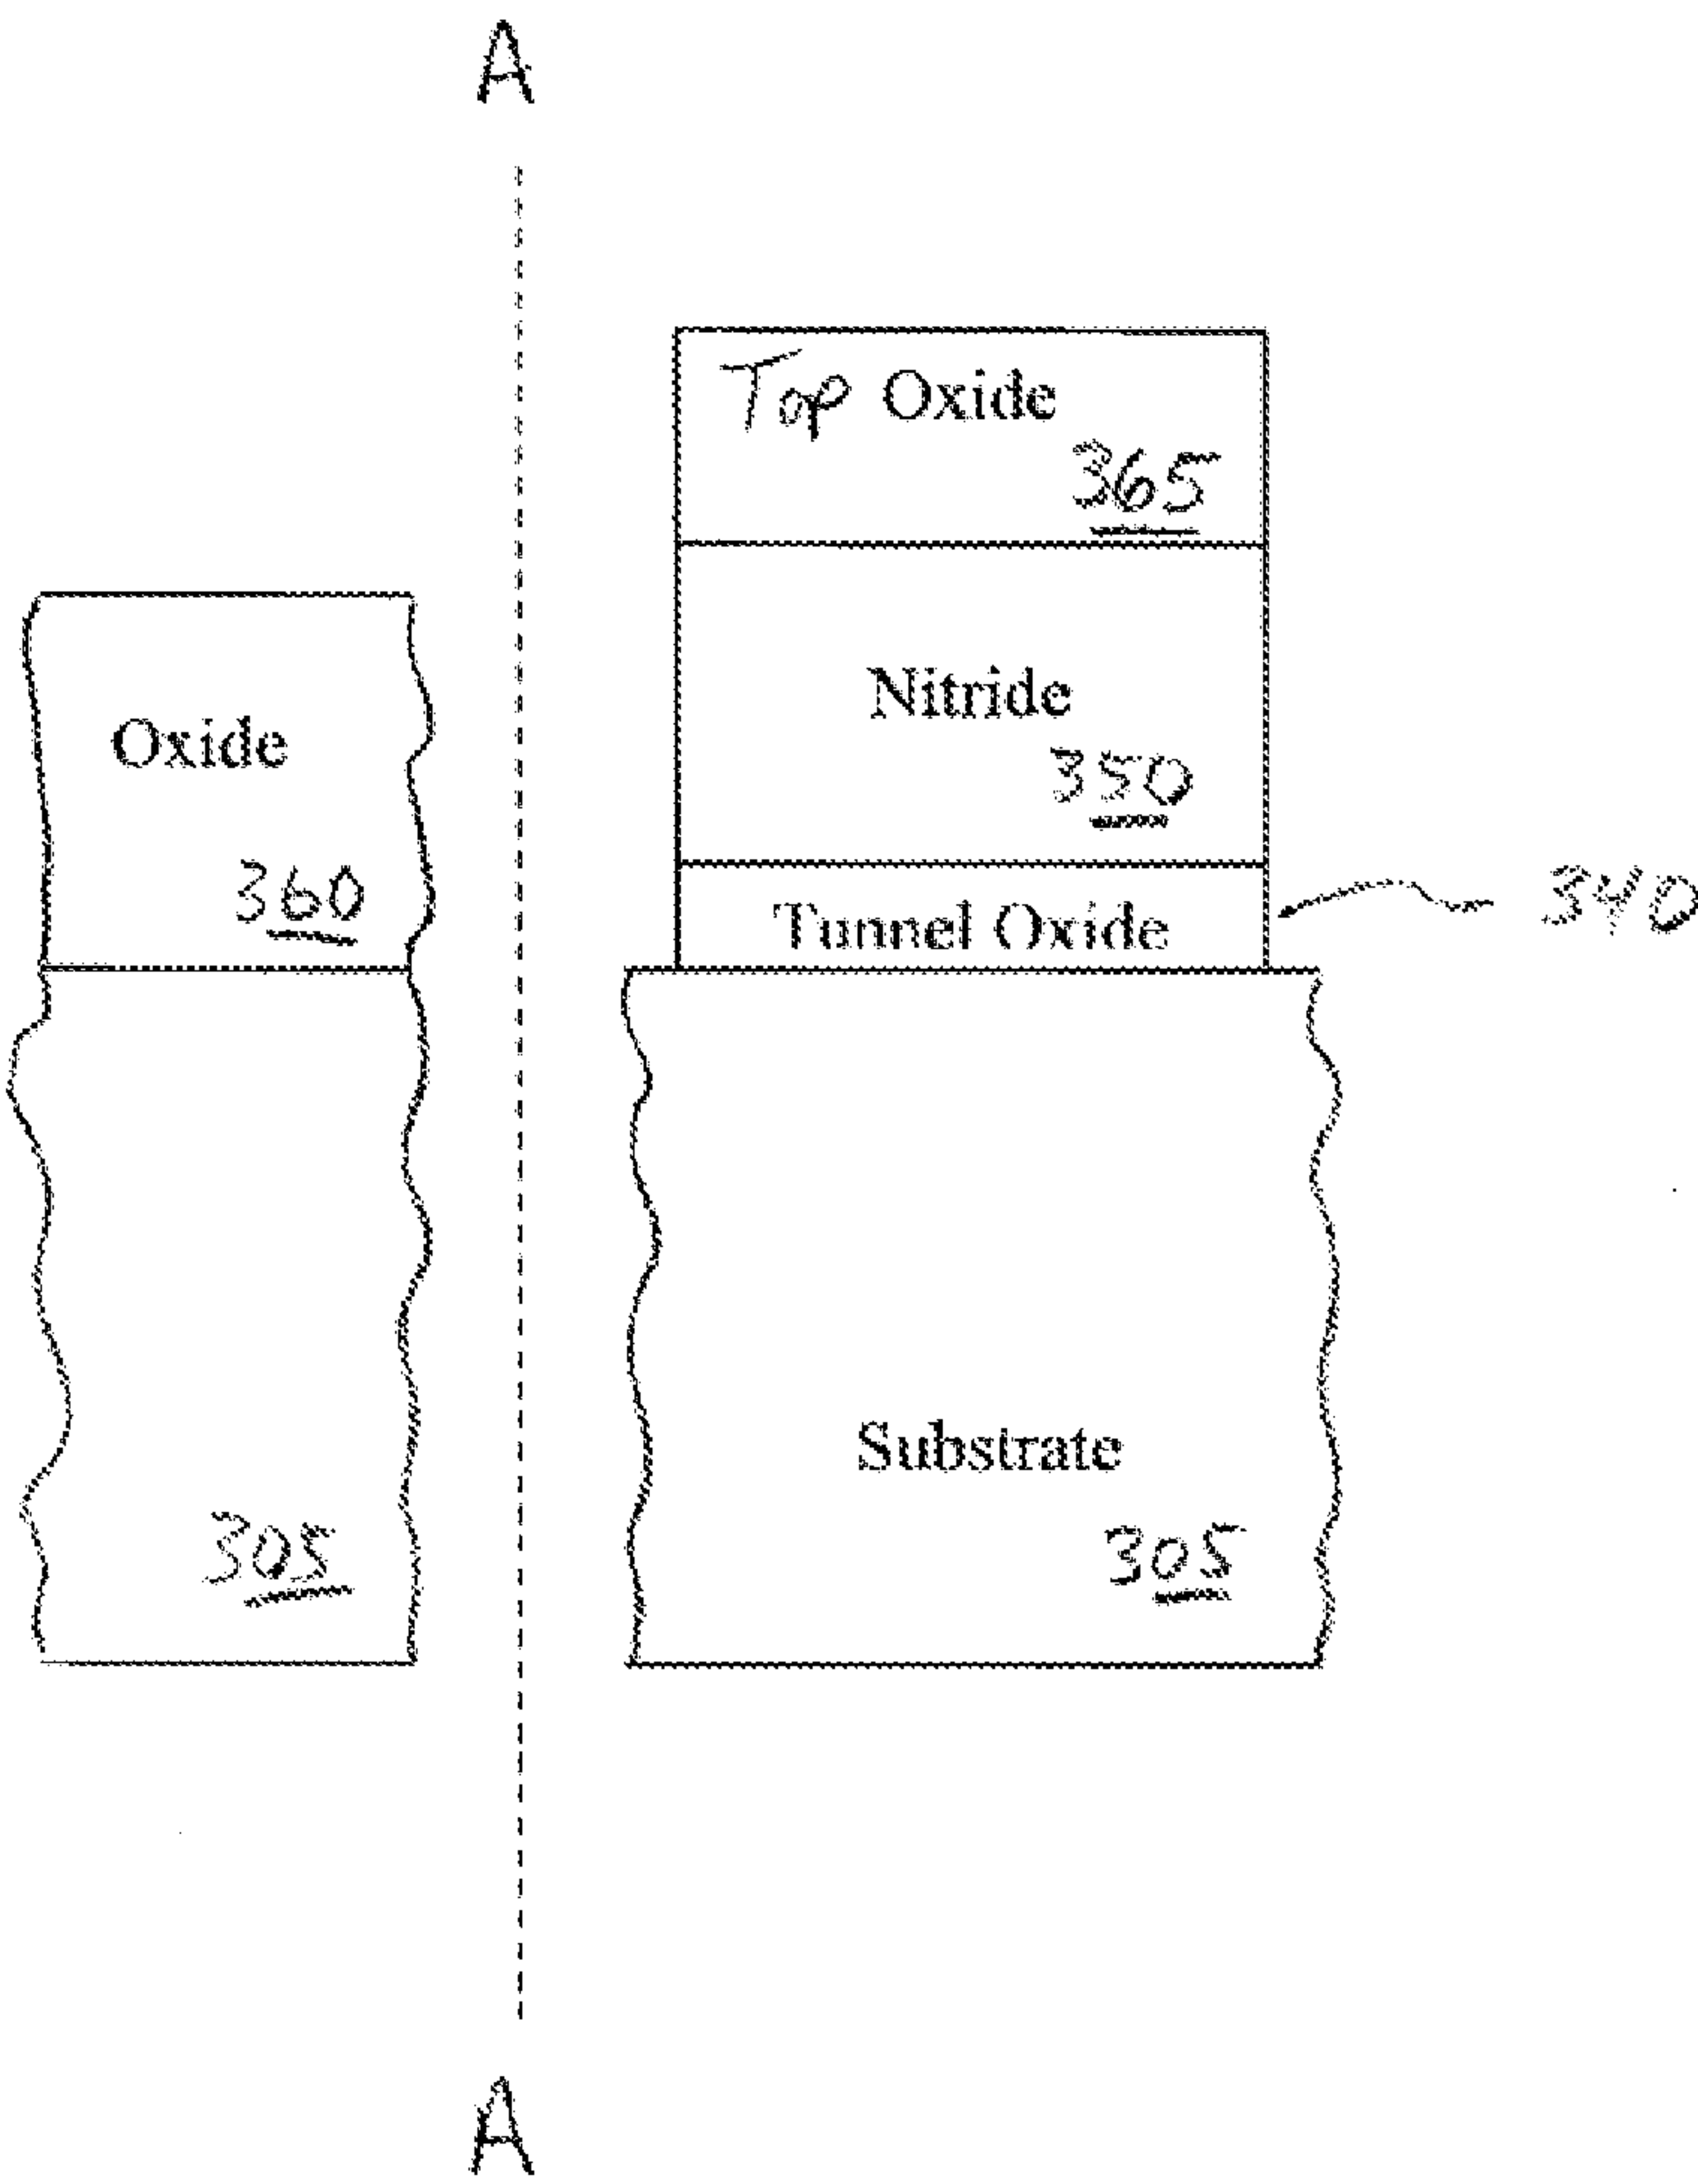 A
Top Oxide
365
Nitride
350
Oxide
360
Tunnel Oxide
340
Substrate
305
305
A